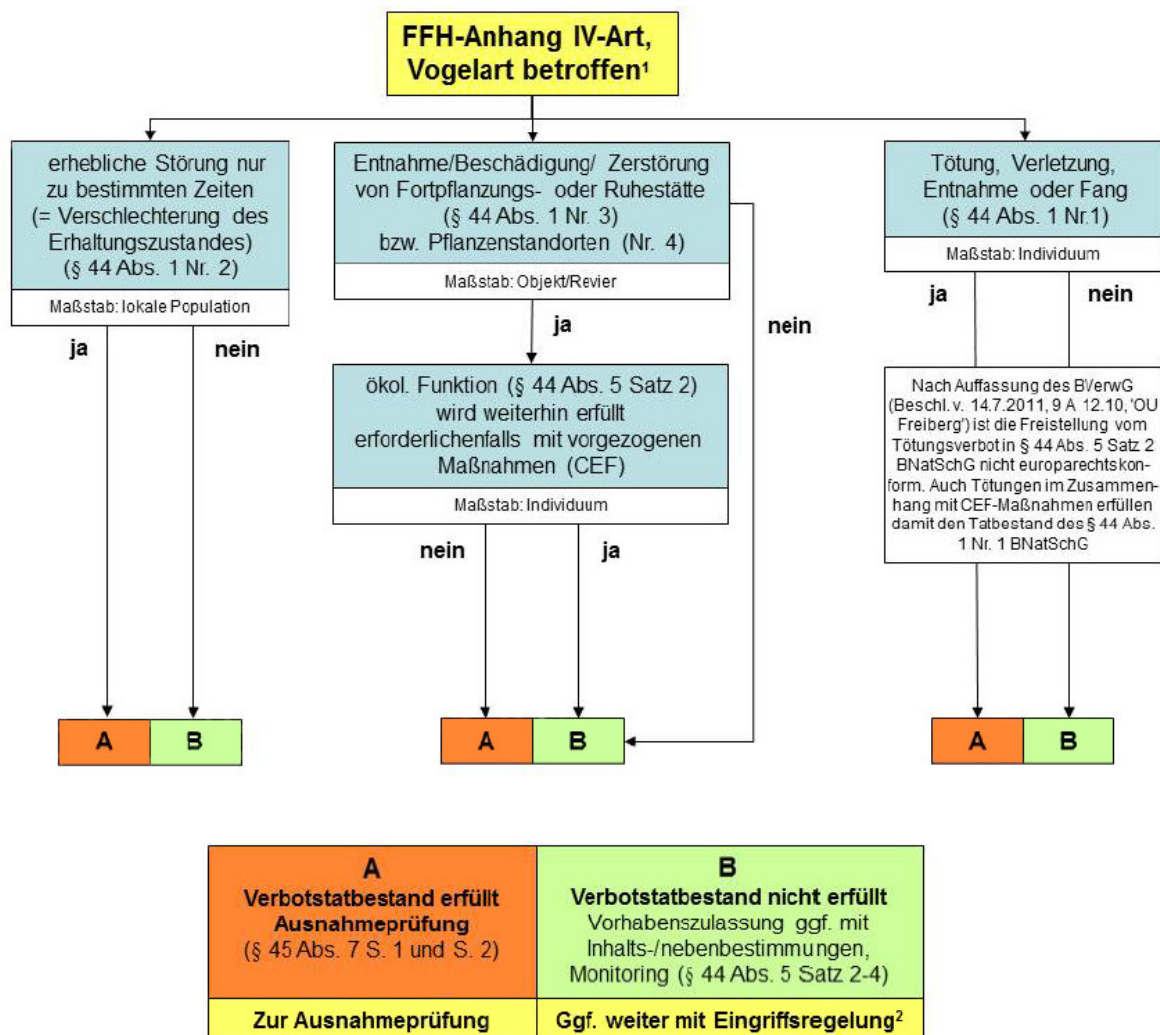 FFH-Anhang IV-Art,
Vogelart betroffen¹
erhebliche Störung nur
zu bestimmten Zeiten
(= Verschlechterung des
Erhaltungszustandes)
(§ 44 Abs. 1 Nr. 2)
Maßstab: lokale Population
ja
nein
Entnahme/Beschädigung/ Zerstörung
von Fortpflanzungs- oder Ruhestätte
(§ 44 Abs. 1 Nr. 3)
bzw. Pflanzenstandorten (Nr. 4)
Maßstab: Objekt/Revier
ja
nein
ökol. Funktion (§ 44 Abs. 5 Satz 2)
wird weiterhin erfüllt
erforderlichenfalls mit vorgezogenen
Maßnahmen (CEF)
Maßstab: Individuum
nein
ja
Tötung, Verletzung,
Entnahme oder Fang
(§ 44 Abs. 1 Nr.1)
Maßstab: Individuum
ja
nein
Nach Auffassung des BVerwG
(Beschl. v. 14.7.2011, 9 A 12.10, 'OU
Freiberg') ist die Freistellung vom
Tötungsverbot in § 44 Abs. 5 Satz 2
BNatSchG nicht europarechtskon-
form. Auch Tötungen im Zusammen-
hang mit CEF-Maßnahmen erfüllen
damit den Tatbestand des § 44 Abs.
1 Nr. 1 BNatSchG
A
B
A
B
A
B
A
Verbotstatbestand erfüllt
Ausnahmeprüfung
(§ 45 Abs. 7 S. 1 und S. 2)
Zur Ausnahmeprüfung
B
Verbotstatbestand nicht erfüllt
Vorhabenszulassung ggf. mit
Inhalts-/nebenbestimmungen,
Monitoring (§ 44 Abs. 5 Satz 2-4)
Ggf. weiter mit Eingriffsregelung²